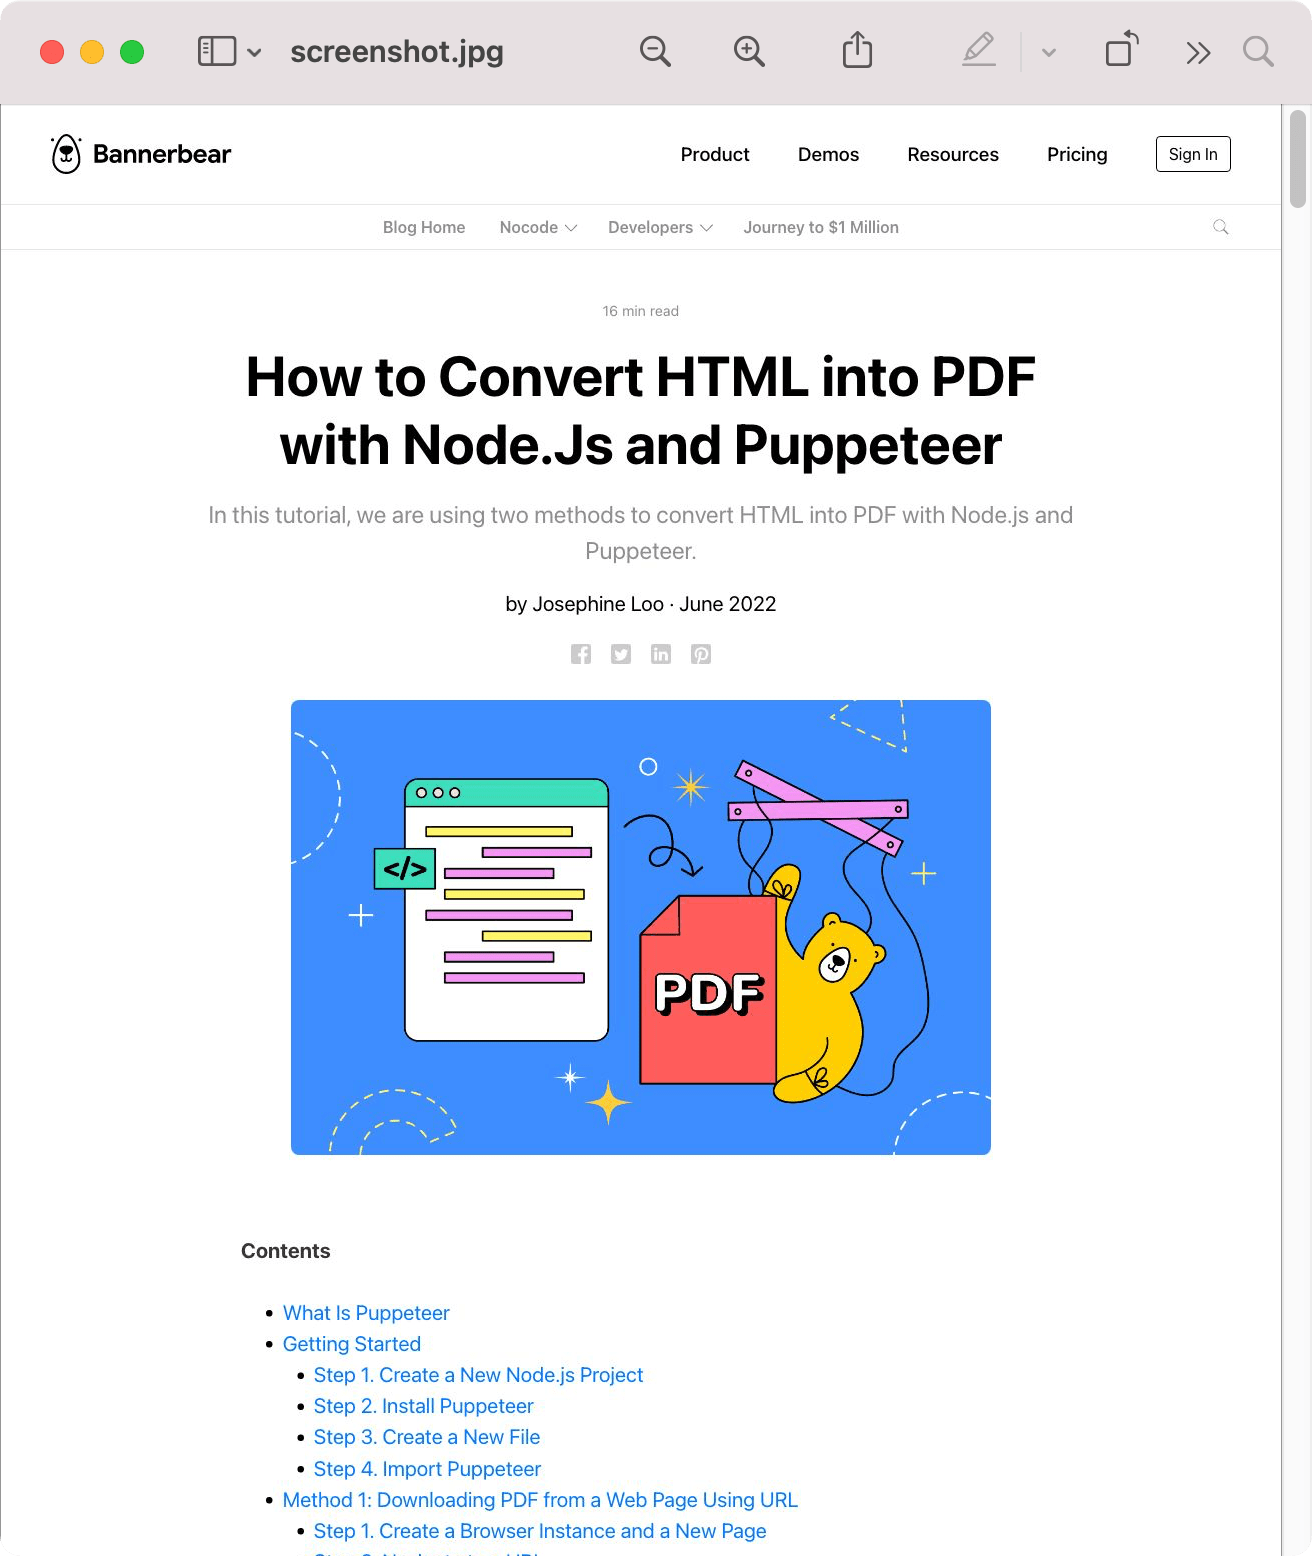 screenshot.jpg
Bannerbear
Product
Demos
Resources
Pricing
Sign In
Blog Home
Nocode
Developers
Journey to $1 Million
16 min read
How to Convert HTML into PDF
with Node.Js and Puppeteer
In this tutorial, we are using two methods to convert HTML into PDF with Node.js and
Puppeteer.
by Josephine Loo · June 2022
</>
PDF
Contents
• What Is Puppeteer
• Getting Started
• Step 1. Create a New Node.js Project
• Step 2. Install Puppeteer
• Step 3. Create a New File
• Step 4. Import Puppeteer
• Method 1: Downloading PDF from a Web Page Using URL
• Step 1. Create a Browser Instance and a New Page